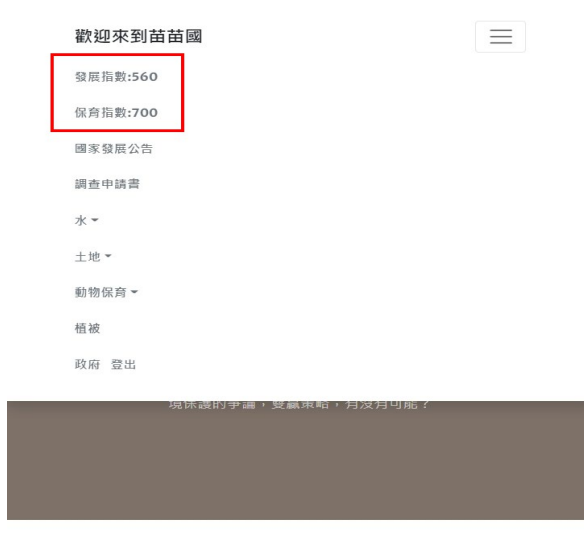 歡迎來到苗苗國
發展指數:560
保育指數:700
國家發展公告
調查申請書
水
土地
動物保育
植被
政府 登出
境保護的爭論，雙贏策略，有沒有可能？